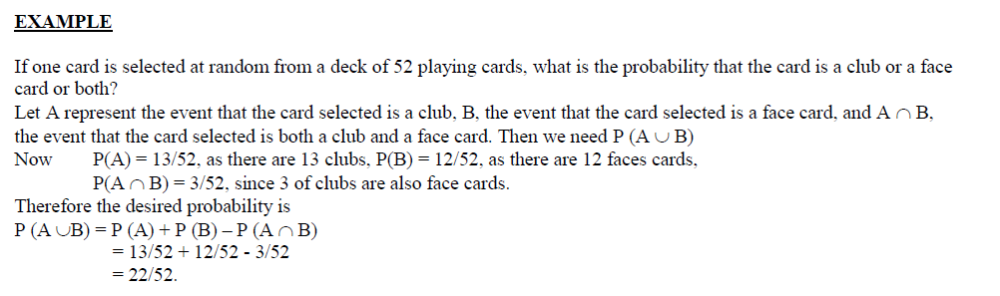 EXAMPLE
If one card is selected at random from a deck of 52 playing cards, what is the probability that the card is a club or a face
card or both?
Let A represent the event that the card selected is a club, B, the event that the card selected is a face card, and A ∩ B,
the event that the card selected is both a club and a face card. Then we need P (A ∪ B)
Now P(A) = 13/52, as there are 13 clubs, P(B) = 12/52, as there are 12 faces cards,
P(A ∩ B) = 3/52, since 3 of clubs are also face cards.
Therefore the desired probability is
P (A ∪B) = P (A) + P (B) – P (A ∩ B)
= 13/52 + 12/52 - 3/52
= 22/52.